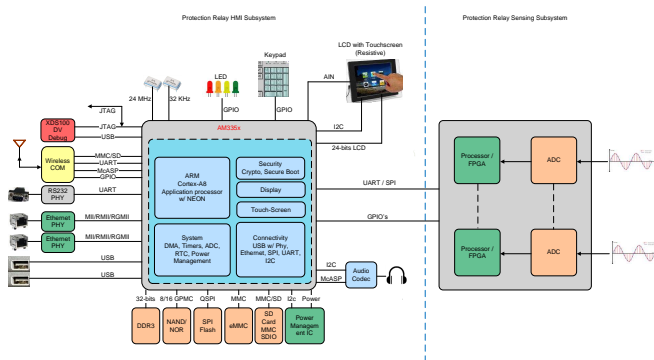 Protection Relay HMI Subsystem
Protection Relay Sensing Subsystem
LCD with Touchscreen
(Resistive)
Keypad
LED
24 MHz
32 KHz
GPIO
GPIO
AIN
JTAG
XDS100
DV
Debug
JTAG
USB
AM335x
I2C
24-bits LCD
Wireless
COM
MMC/SD
UART
McASP
GPIO
RS232
PHY
UART
Ethernet
PHY
MII/RMII/RGMII
Ethernet
PHY
MII/RMII/RGMII
USB
USB
ARM
Cortex-A8
Application processor
w/ NEON
Security
Crypto, Secure Boot
Display
Touch-Screen
System
DMA, Timers, ADC,
RTC, Power
Management
Connectivity
USB w/ Phy,
Ethernet, SPI, UART,
I2C
UART / SPI
GPIO's
Processor /
FPGA
ADC
Processor /
FPGA
ADC
I2C
McASP
Audio
Codec
32-bits
8/16 GPMC
QSPI
MMC
MMC/SD
I2c
Power
DDR3
NAND/
NOR
SPI
Flash
eMMC
SD
Card
MMC
SDIO
Power
Managem
ent IC